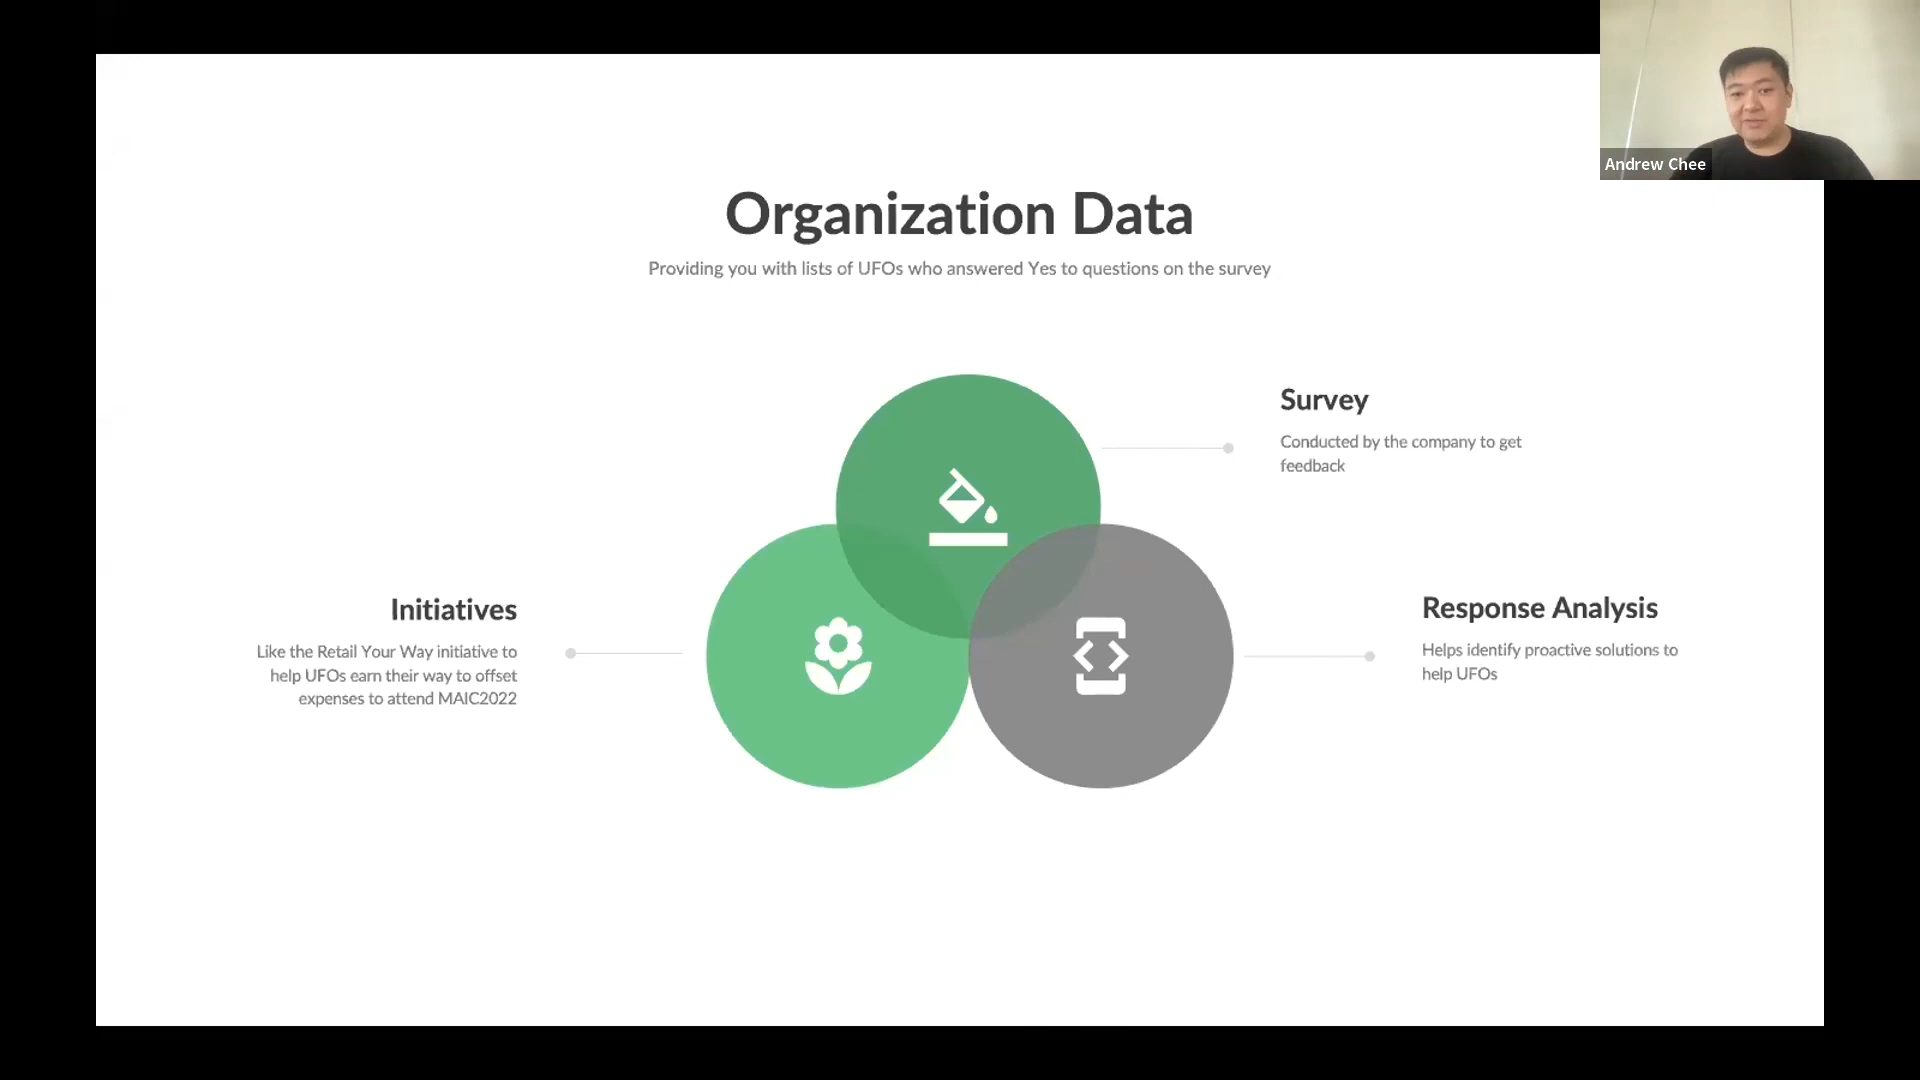 Andrew Chee
Organization Data
Providing you with lists of UFOs who answered Yes to questions on the survey
Survey
Conducted by the company to get
feedback
Initiatives
Like the Retail Your Way initiative to
help UFOs earn their way to offset
expenses to attend MAIC2022
Response Analysis
Helps identify proactive solutions to
help UFOs